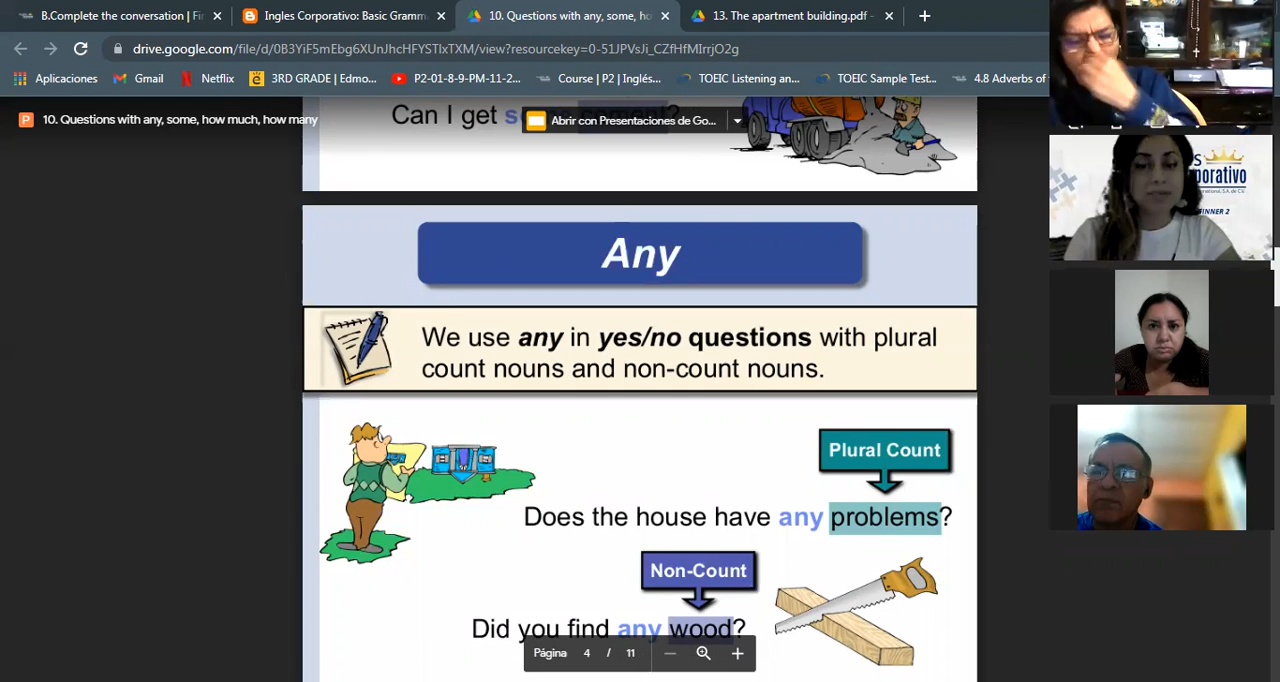 B.Complete the conversation | Fi
Ingles Corporativo: Basic Gramm
10. Questions with any, some, ho
13. The apartment building.pdf -
drive.google.com/file/d/0B3YiF5mEbg6XUnJhcHFYSTlxTXM/view?resourcekey=0-51JPVsJi_CZfHfMIrrjO2g
Aplicaciones
Gmail
Netflix
3RD GRADE | Edmo...
P2-01-8-9-PM-11-2...
Course | P2 | Inglés...
TOEIC Listening an...
TOEIC Sample Test...
4.8 Adverbs of
10. Questions with any, some, how much, how many
Can I get
Abrir con Presentaciones de Go...
Any
We use any in yes/no questions with plural
count nouns and non-count nouns.
Plural Count
Does the house have any problems?
Non-Count
Did you find any wood?
Página 4 / 11
porativo